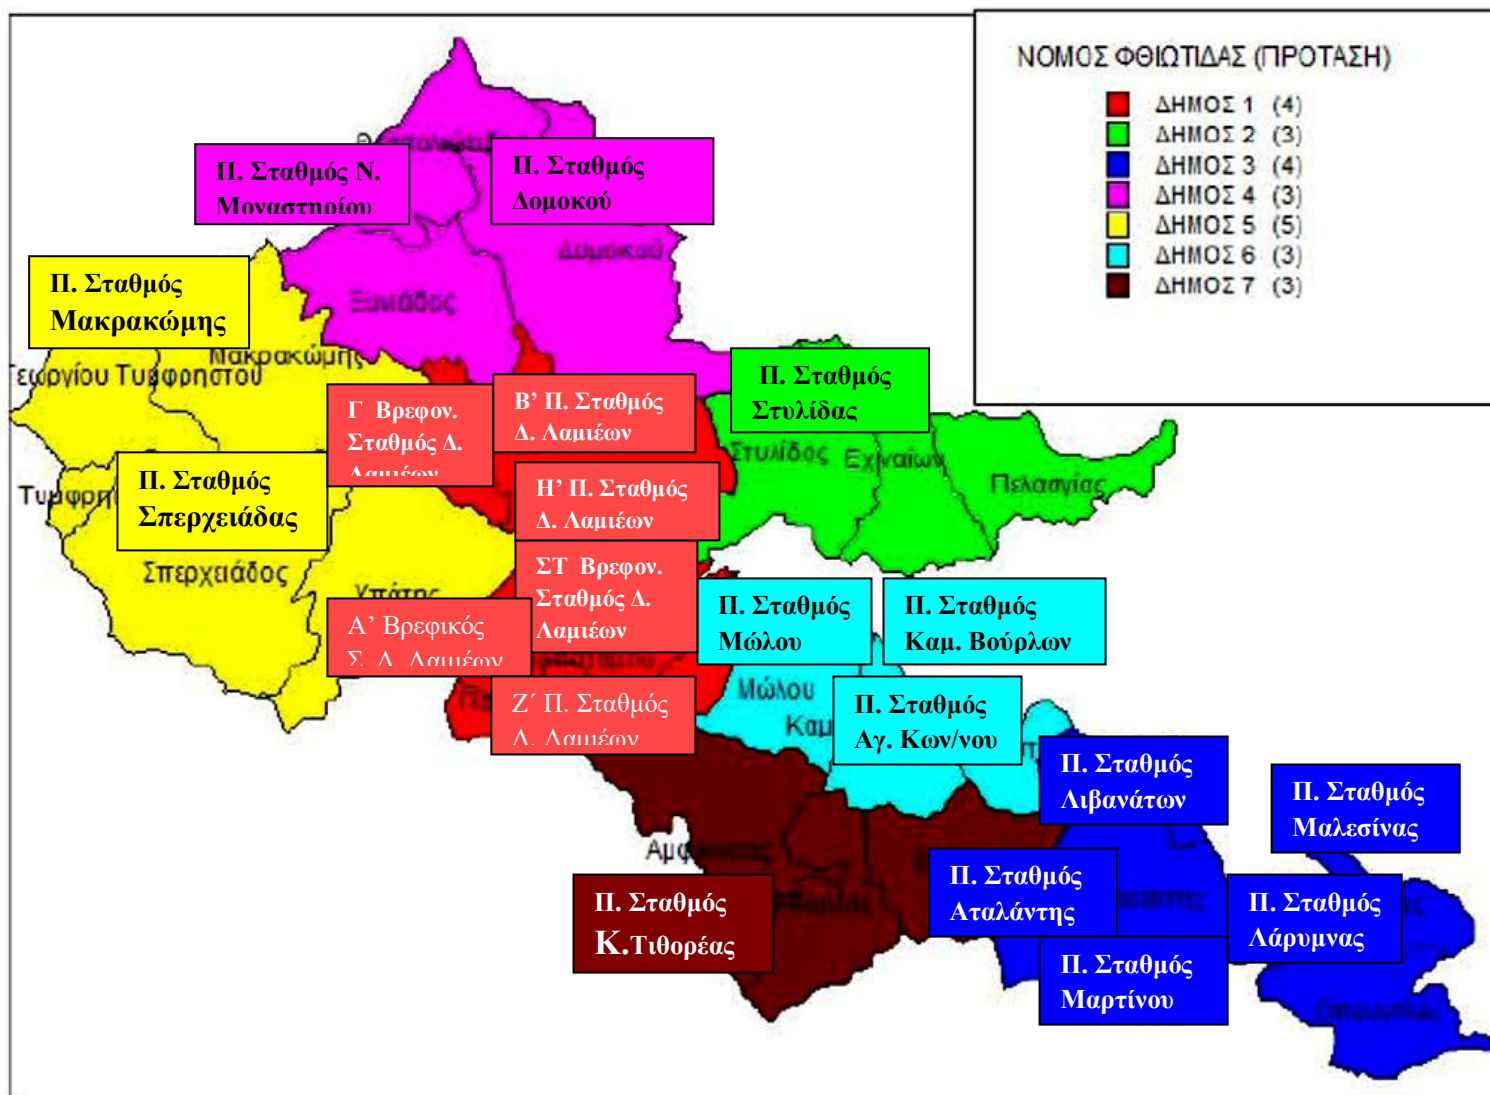 ΝΟΜΟΣ ΦΘΙΩΤΙΔΑΣ (ΠΡΟΤΑΣΗ)
ΔΗΜΟΣ 1 (4)
ΔΗΜΟΣ 2 (3)
ΔΗΜΟΣ 3 (4)
ΔΗΜΟΣ 4 (3)
ΔΗΜΟΣ 5 (5)
ΔΗΜΟΣ 6 (3)
ΔΗΜΟΣ 7 (3)
Π. Σταθμός Ν.
Μοναστηρίου
Π. Σταθμός
Δομοκού
Δομοκού
Ξυνιάδος
Π. Σταθμός
Μακρακώμης
Μακρακώμης
Γεωργίου Τυμφρηστού
Π. Σταθμός
Στυλίδας
Στυλίδος
Εχιναίων
Πελασγίας
Γ Βρεφον.
Σταθμός Δ.
Λαμιέων
Β’ Π. Σταθμός
Δ. Λαμιέων
Η’ Π. Σταθμός
Δ. Λαμιέων
Π. Σταθμός
Σπερχειάδας
Σπερχειάδος
Υπάτης
ΣΤ Βρεφον.
Σταθμός Δ.
Λαμιέων
Α’ Βρεφικός
Σ. Δ. Λαμιέων
Ζ΄ Π. Σταθμός
Δ. Λαμιέων
Π. Σταθμός
Μώλου
Π. Σταθμός
Καμ. Βούρλων
Μώλου
Π. Σταθμός
Αγ. Κων/νου
Π. Σταθμός
Λιβανάτων
Π. Σταθμός
Μαλεσίνας
Π. Σταθμός
Κ.Τιθορέας
Π. Σταθμός
Αταλάντης
Π. Σταθμός
Λάρυμνας
Π. Σταθμός
Μαρτίνου